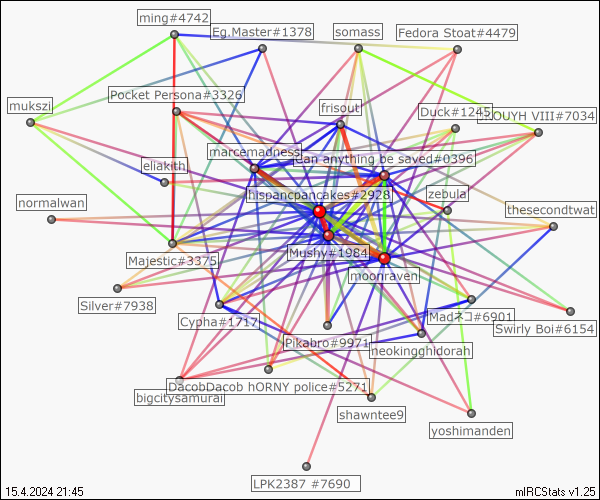 ming#4742
Eg.Master#1378
somass
Fedora Stoat#4479
Pocket Persona#3326
mukszi
frisout
Duck#1245
OUYH VIII#7034
marcemadness
Can anything be saved#0396
eliakith
hispancpancakes#2928
zebula
normalwan
thesecondtwat
Majestic#3375
Mushy#1984
moonraven
Silver#7938
Cypha#1717
Madネコ#6901
Swirly Boi#6154
Pikabro#9971
neokingghidorah
DacobDacob hORNY police#5271
bigcitysamurai
shawntee9
yoshimanden
LPK2387 #7690
15.4.2024 21:45
mIRCStats v1.25